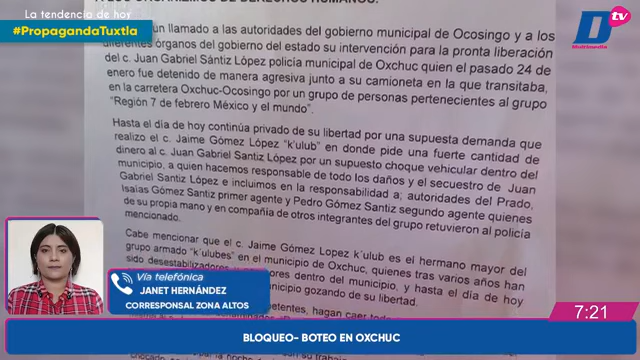 La tendencia de hoy
#PropagandaTuxtla
D
tv
Multimedia
un llamado a las autoridades del gobierno municipal de Ocosingo y a los
diferentes órganos del gobierno del estado su intervención para la pronta liberación
del c. Juan Gabriel Sántiz López policía municipal de Oxchuc quien el pasado 24 de
enero fue detenido de manera agresiva junto a su camioneta en la que transitaba,
en la carretera Oxchuc-Ocosingo por un grupo de personas pertenecientes al grupo
"Región 7 de febrero México y el mundo".
Hasta el día de hoy continúa privado de su libertad por una supuesta demanda que
realizo el c. Jaime Gómez López "k'ulub" en donde pide una fuerte cantidad de
dinero al c. Juan Gabriel Santiz López por un supuesto choque vehicular dentro del
municipio, a quien hacemos responsable de todo los daños y el secuestro de Juan
Gabriel Santiz López e incluimos en la responsabilidad a; autoridades del Prado,
Isaías Gómez Santiz primer agente y Pedro Gómez Santiz segundo agente quienes
de su propia mano y en compañía de otros integrantes del grupo retuvieron al policía
mencionado.
Cabe mencionar que el c. Jaime Gómez Lopez k'ulub es el hermano mayor del
grupo armado "k'ulubes" en el municipio de Oxchuc, quienes tras varios años han
sido desestabilizadores dentro del municipio, y hasta el día de hoy
municipio gozando de su libertad.
competentes, hagan caer todo
Vía telefónica
JANET HERNÁNDEZ
CORRESPONSAL ZONA ALTOS
7:21
BLOQUEO- BOTEO EN OXCHUC